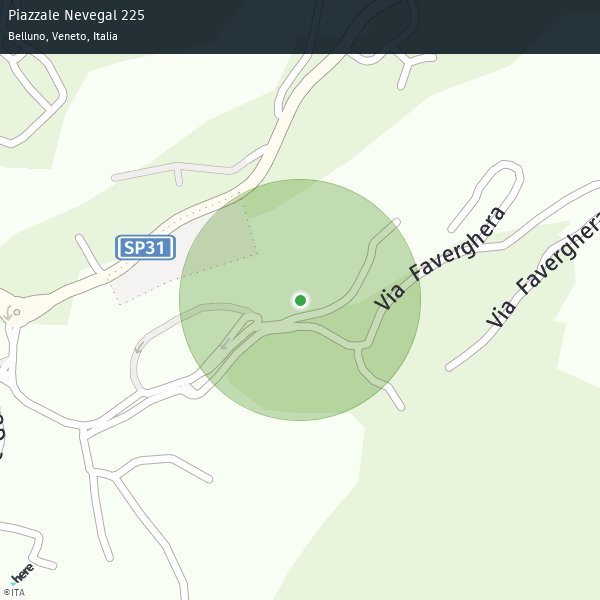 Piazzale Nevegal 225
Belluno, Veneto, Italia
SP31
Via Faverghera
Via Faverghera
here
©ITA